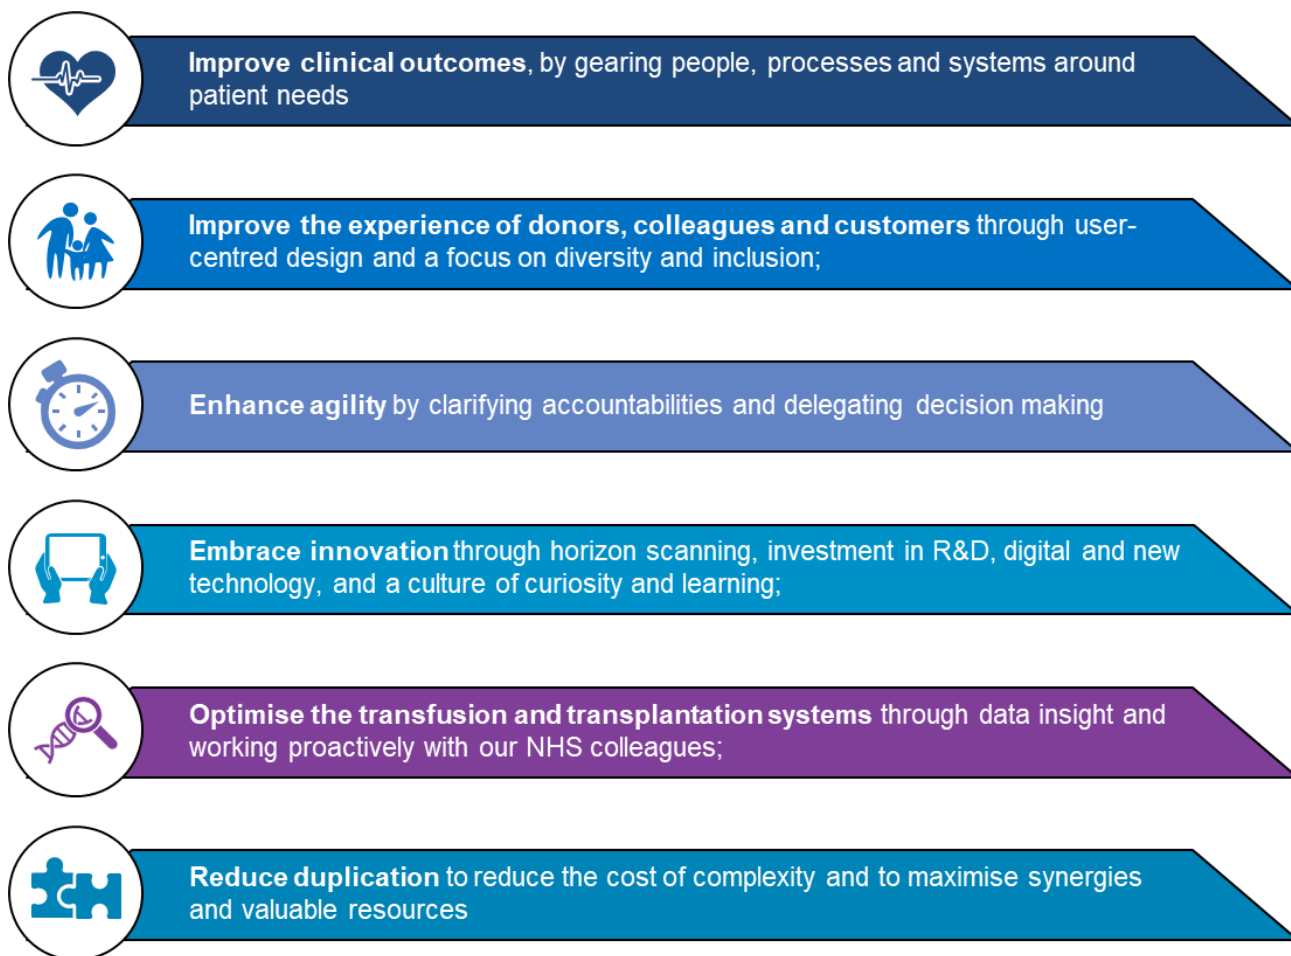 Improve clinical outcomes, by gearing people, processes and systems around
patient needs
Improve the experience of donors, colleagues and customers through user-
centred design and a focus on diversity and inclusion;
Enhance agility by clarifying accountabilities and delegating decision making
Embrace innovation through horizon scanning, investment in R&D, digital and new
technology, and a culture of curiosity and learning;
Optimise the transfusion and transplantation systems through data insight and
working proactively with our NHS colleagues;
Reduce duplication to reduce the cost of complexity and to maximise synergies
and valuable resources